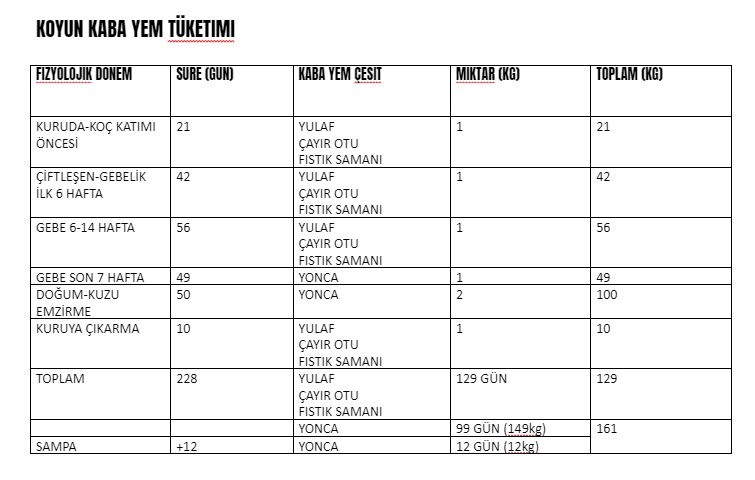 KOYUN KABA YEM TÜKETIMI
FIZYOLOJIK DONEM SURE (GUN) KABA YEM ÇESIT MIKTAR (KG) TOPLAM (KG)
KURUDA-KOÇ KATIMI 21 YULAF 1 21
ÖNCESİ ÇAYIR OTU
FISTIK SAMANI
ÇİFTLEŞEN-GEBELİK 42 YULAF 1 42
İLK 6 HAFTA ÇAYIR OTU
FISTIK SAMANI
GEBE 6-14 HAFTA 56 YULAF 1 56
ÇAYIR OTU
FISTIK SAMANI
GEBE SON 7 HAFTA 49 YONCA 1 49
DOĞUM-KUZU 50 YONCA 2 100
EMZİRME
KURUYA ÇIKARMA 10 YULAF 1 10
ÇAYIR OTU
FISTIK SAMANI
TOPLAM 228 YULAF 129 GÜN 129
ÇAYIR OTU
FISTIK SAMANI
YONCA 99 GÜN (149kg) 161
SAMPA +12 YONCA 12 GÜN (12kg)